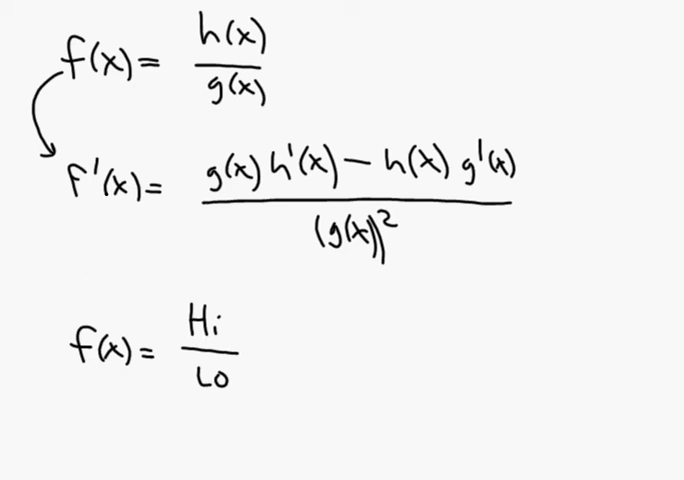 f(x) = h(x) / g(x)
f'(x) = g(x) h'(x) − h(x) g'(x) / (g(x))²
f(x) = Hi / Lo